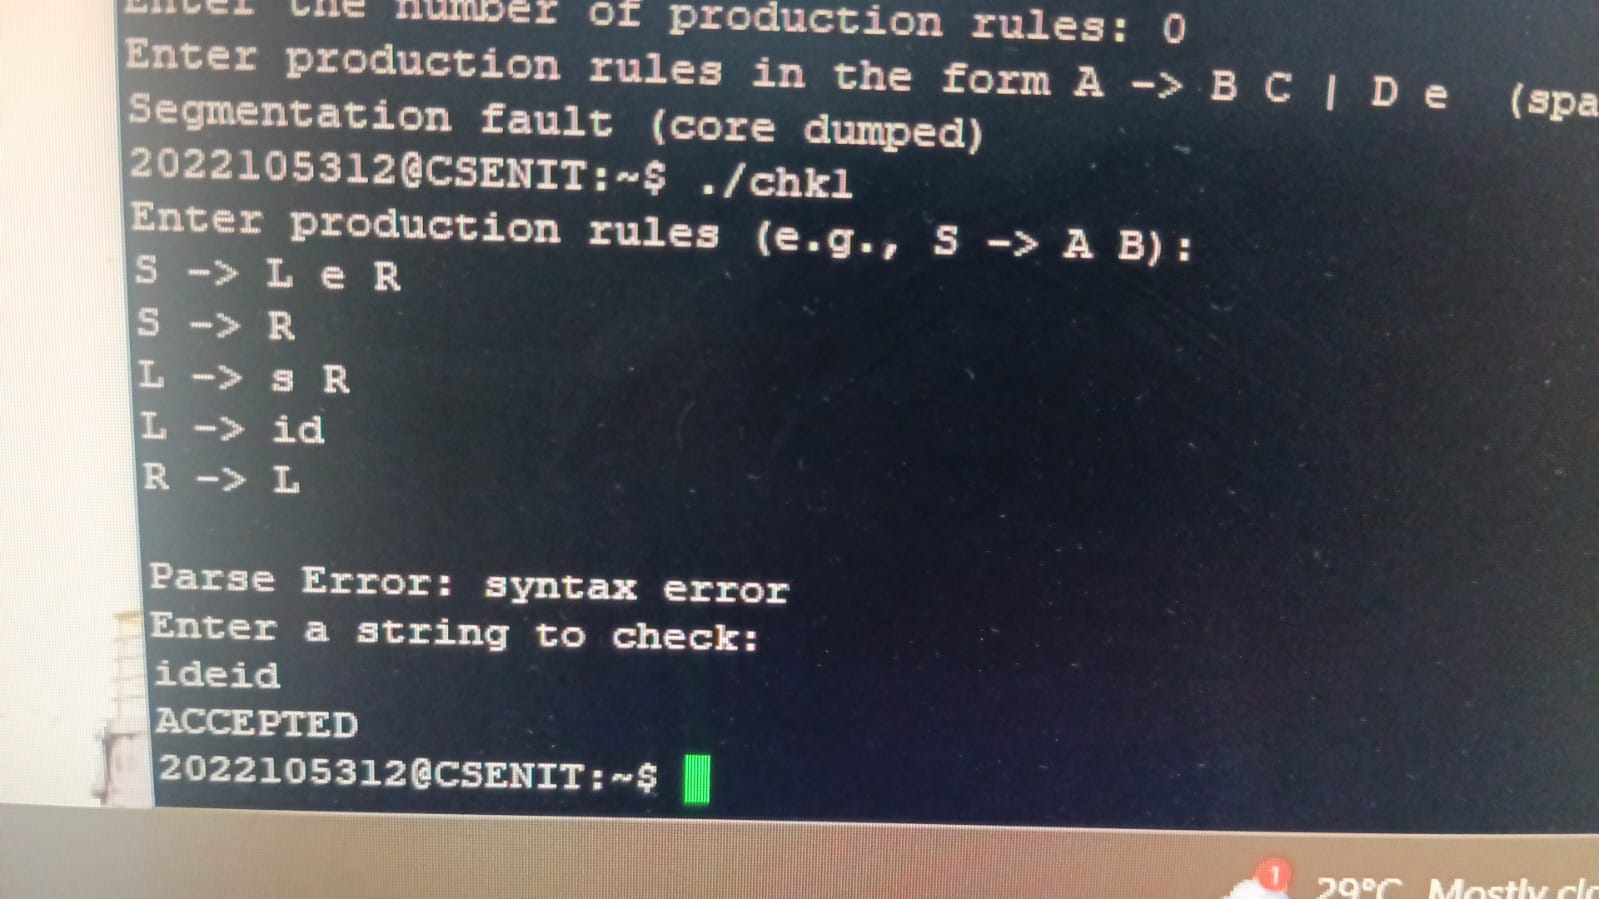 Enter the number of production rules: 0
Enter production rules in the form A -> B C | D e (spa
Segmentation fault (core dumped)
2022105312@CSENIT:~$ ./chkl
Enter production rules (e.g., S -> A B):
S -> L e R
S -> R
L -> s R
L -> id
R -> L
Parse Error: syntax error
Enter a string to check:
ideid
ACCEPTED
2022105312@CSENIT:~$
1
29°C Mostly clo